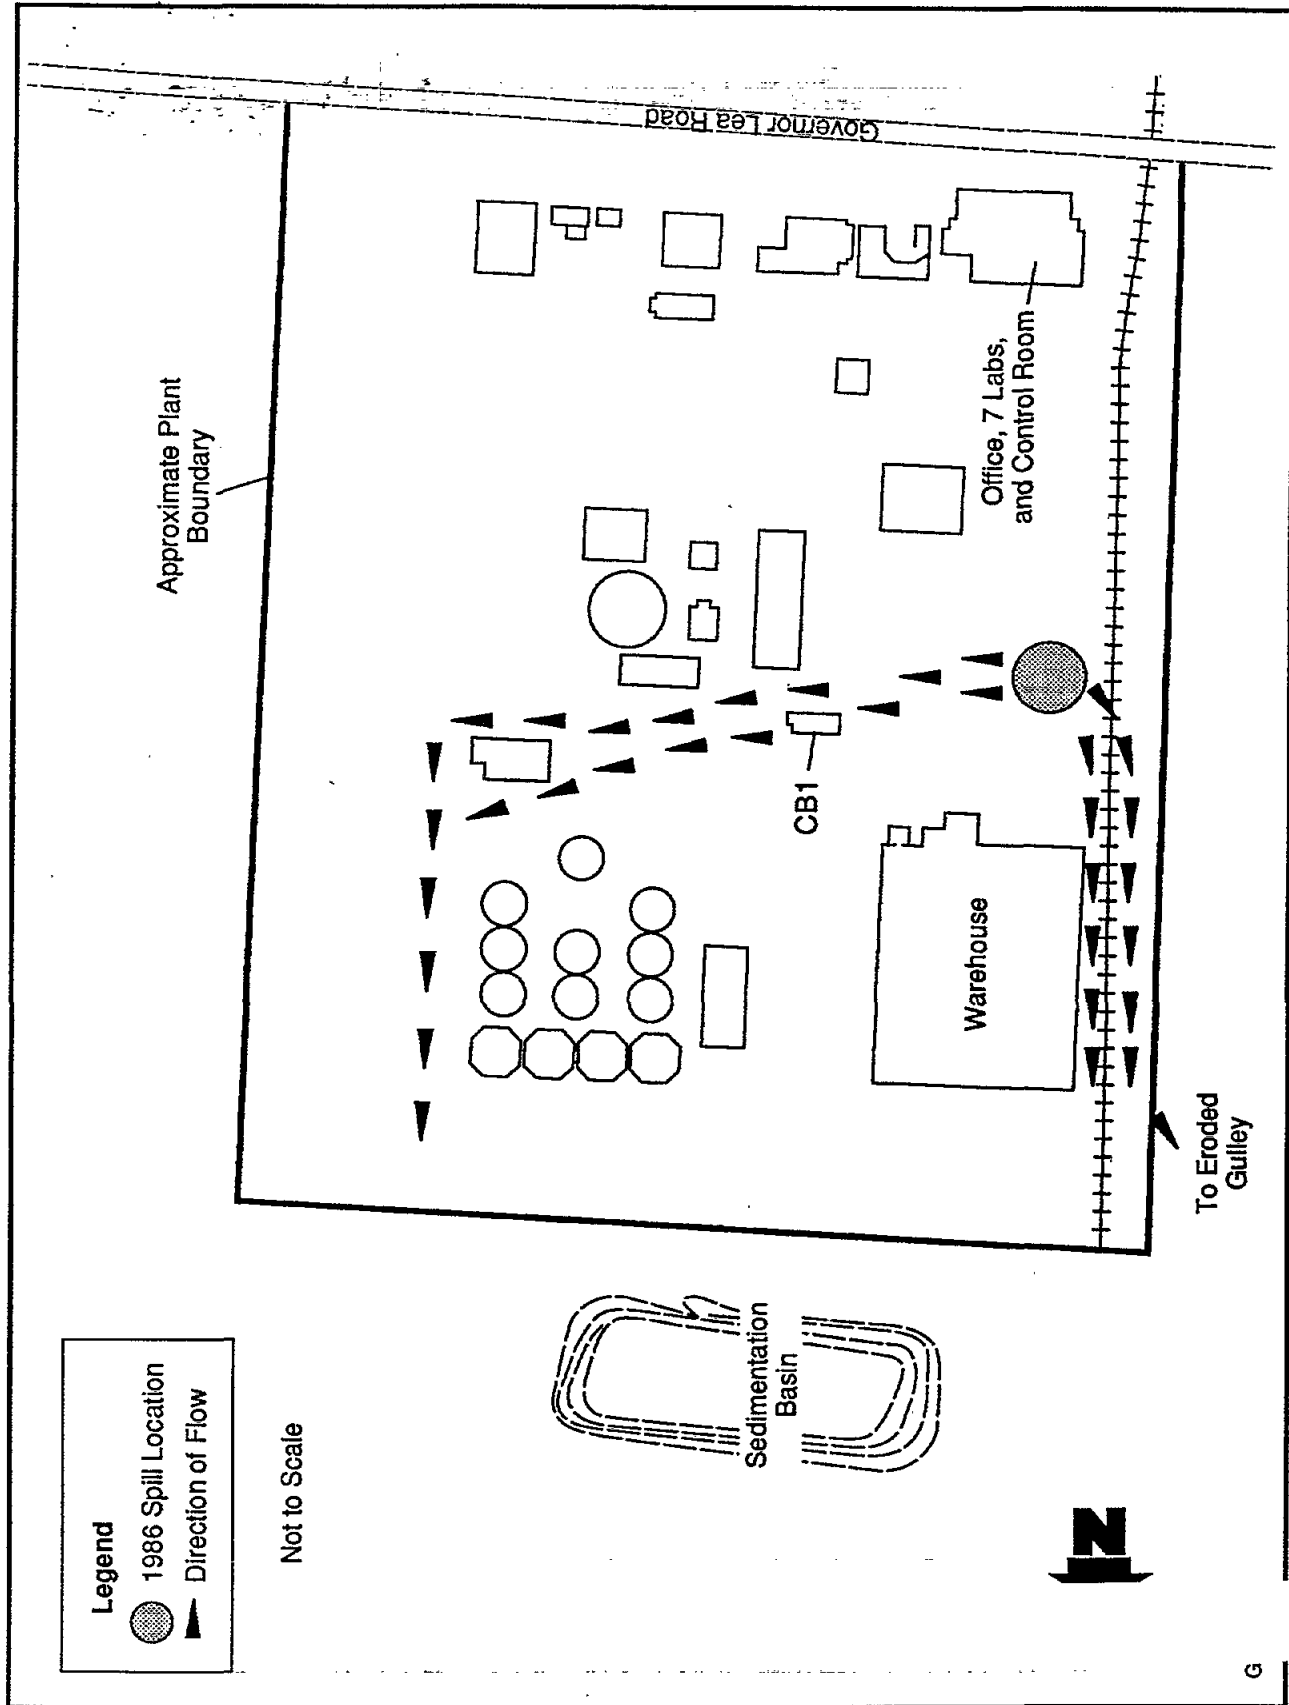 Legend
1986 Spill Location
Direction of Flow
Not to Scale
Approximate Plant
Boundary
Governor Lea Road
Office, 7 Labs,
and Control Room
CB1
Warehouse
Sedimentation
Basin
To Eroded
Gulley
N
G